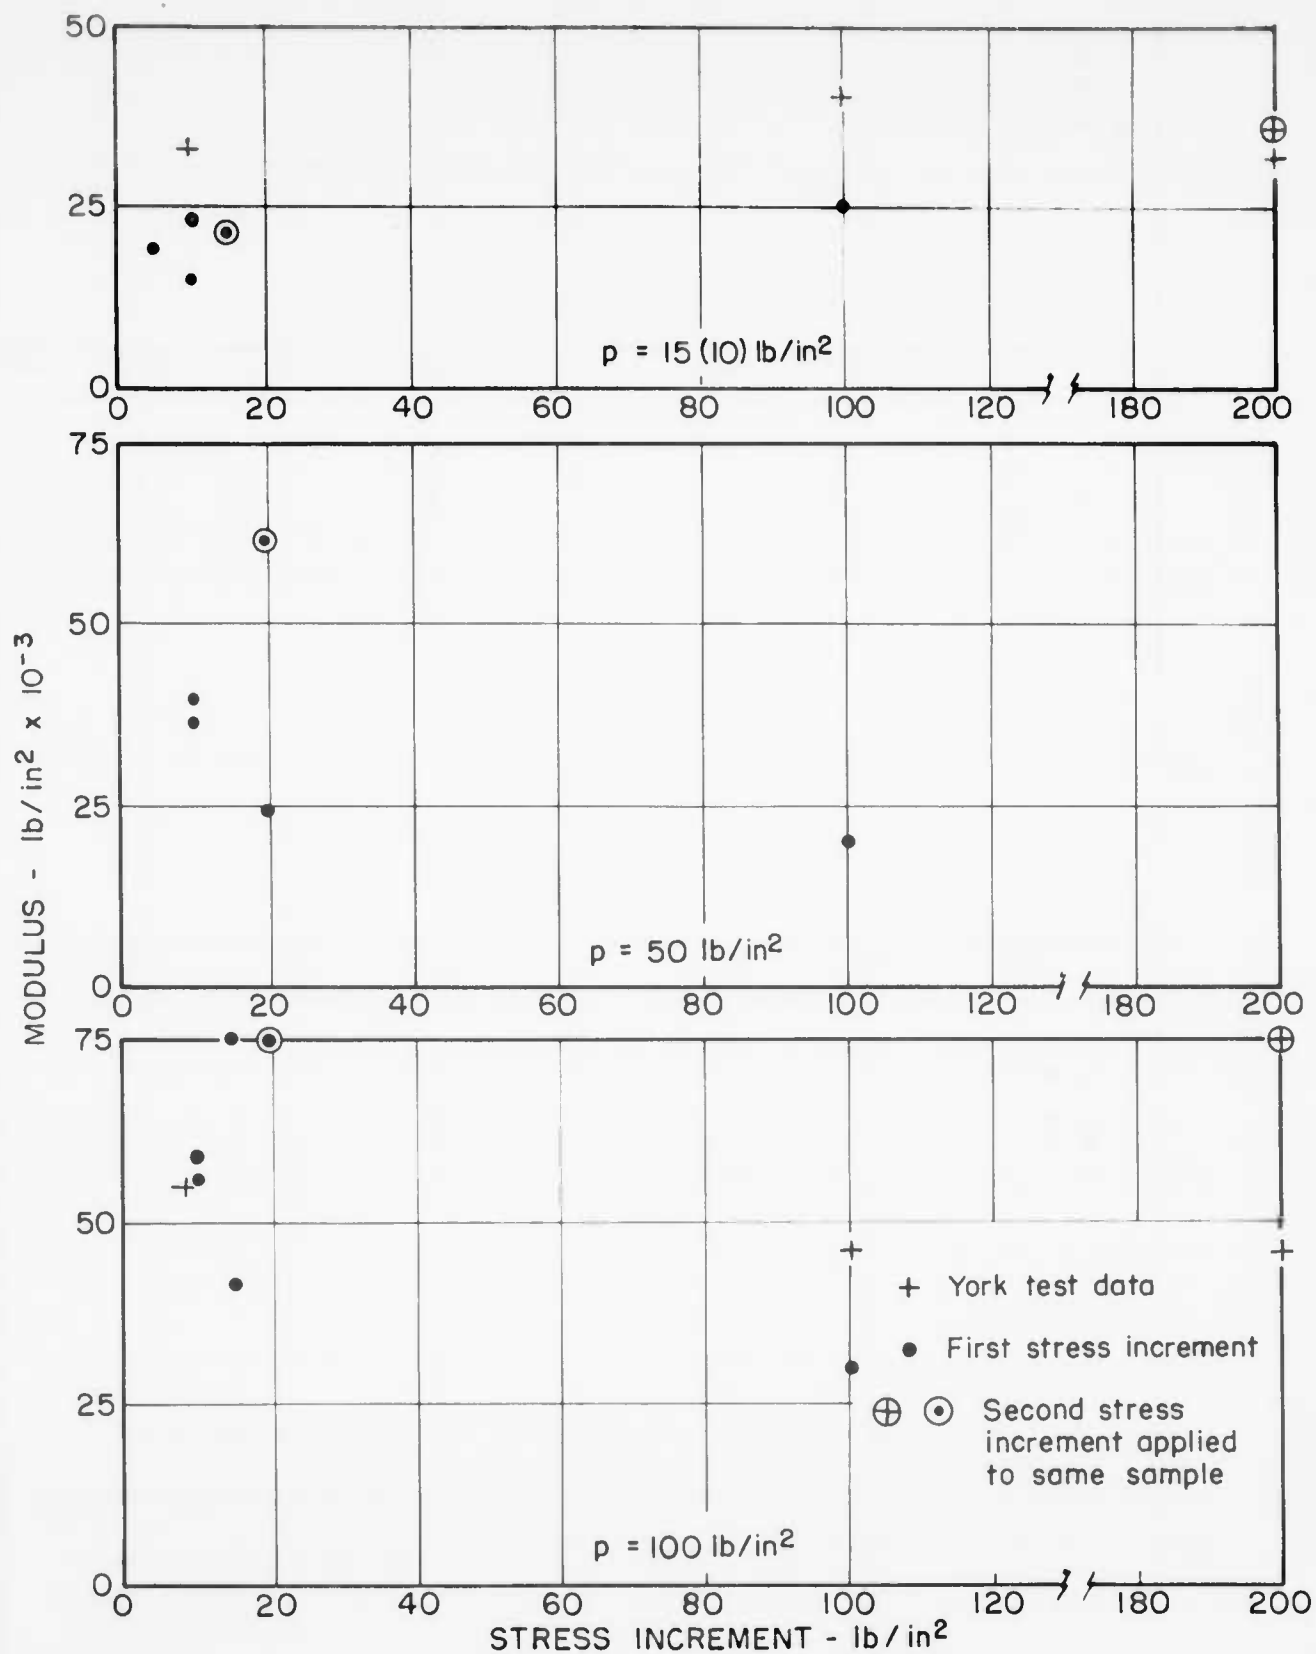 50
25
0
p = 15 (10) lb/in²
0 20 40 60 80 100 120 180 200
75
50
25
0
p = 50 lb/in²
0 20 40 60 80 100 120 180 200
MODULUS - lb/in² x 10⁻³
75
50
25
0
+ York test data
● First stress increment
⊕ ⊙ Second stress
increment applied
to same sample
p = 100 lb/in²
0 20 40 60 80 100 120 180 200
STRESS INCREMENT - lb/in²